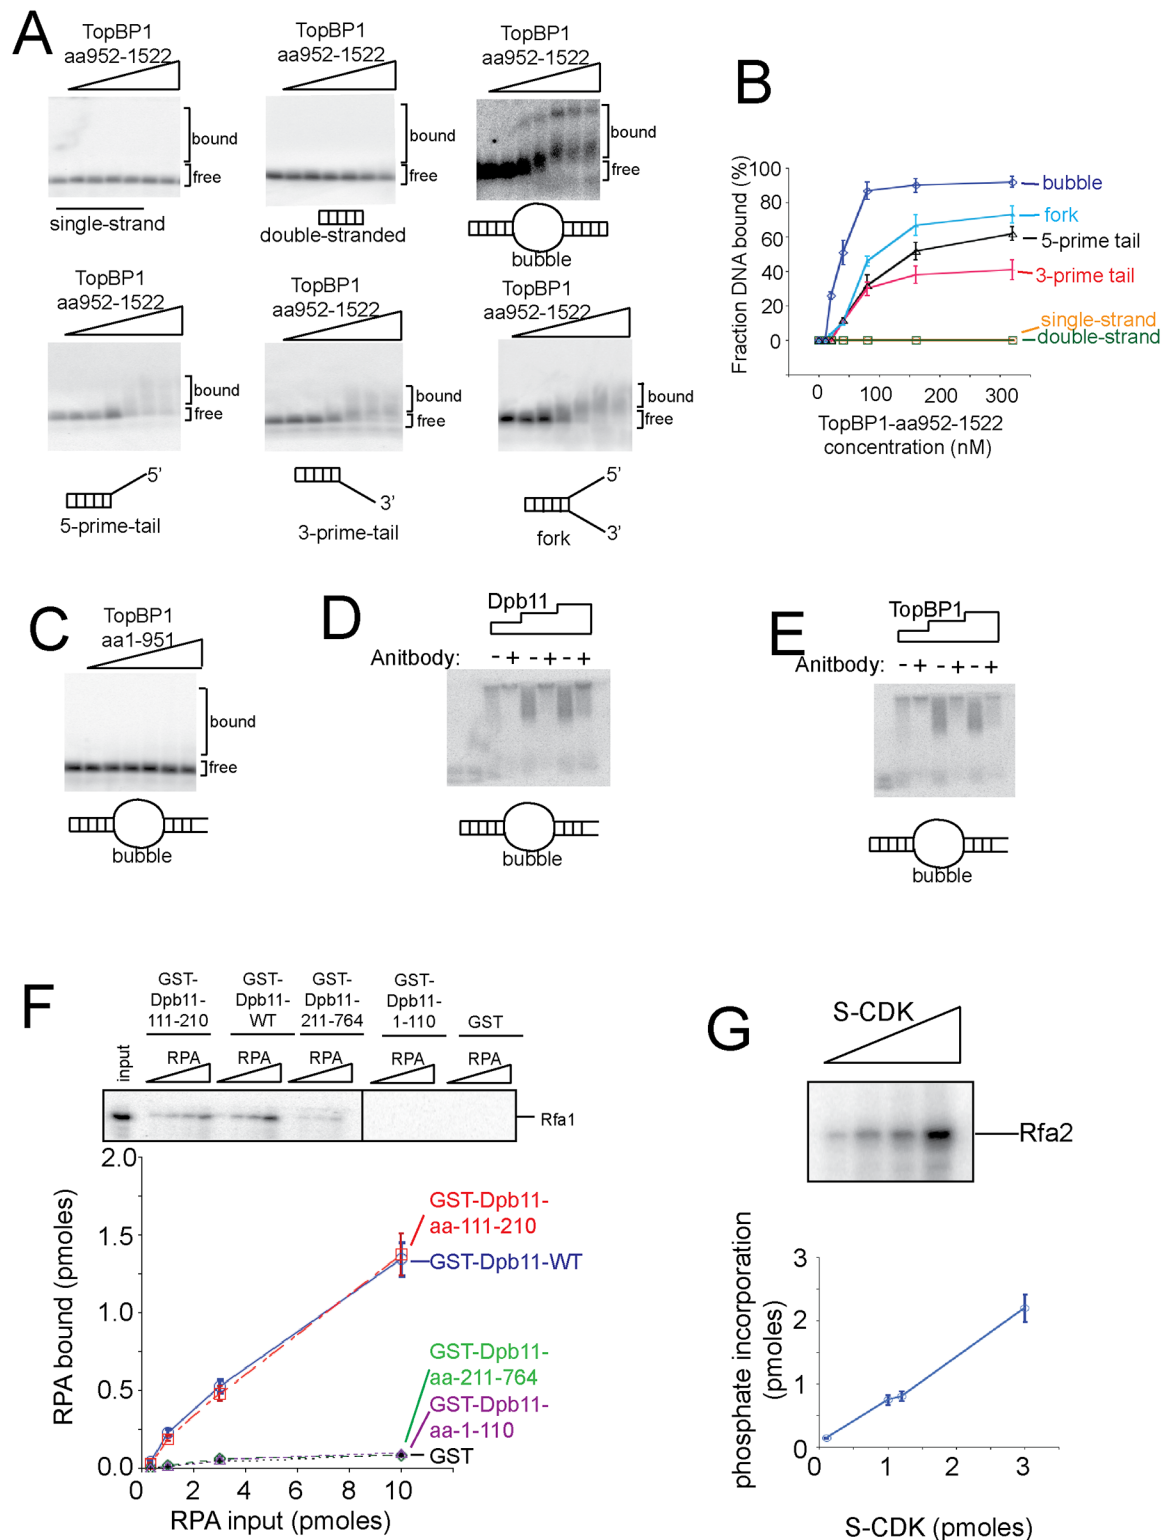 A
TopBP1
aa952-1522
bound
free
single-strand
TopBP1
aa952-1522
bound
free
double-stranded
TopBP1
aa952-1522
bound
free
bubble
TopBP1
aa952-1522
bound
free
5'
5-prime-tail
TopBP1
aa952-1522
bound
free
3'
3-prime-tail
TopBP1
aa952-1522
bound
free
5'
3'
fork
B
Fraction DNA bound (%)
100
80
60
40
20
0
0
100
200
300
TopBP1-aa952-1522
concentration (nM)
bubble
fork
5-prime tail
3-prime tail
single-strand
double-strand
C
TopBP1
aa1-951
bound
free
bubble
D
Dpb11
Anitbody:
- + - + - +
bubble
E
TopBP1
Anitbody:
- + - + - +
bubble
F
input
GST-
Dpb11-
111-210
RPA
GST-
Dpb11-
WT
RPA
GST-
Dpb11-
211-764
RPA
GST-
Dpb11-
1-110
RPA
GST
RPA
Rfa1
RPA bound (pmoles)
2.0
1.5
1.0
0.5
0.0
0
2
4
6
8
10
RPA input (pmoles)
GST-Dpb11-
aa-111-210
GST-Dpb11-WT
GST-Dpb11-
aa-211-764
GST-Dpb11-
aa-1-110
GST
G
S-CDK
Rfa2
phosphate incorporation
(pmoles)
3
2
1
0
0
1
2
3
S-CDK (pmoles)